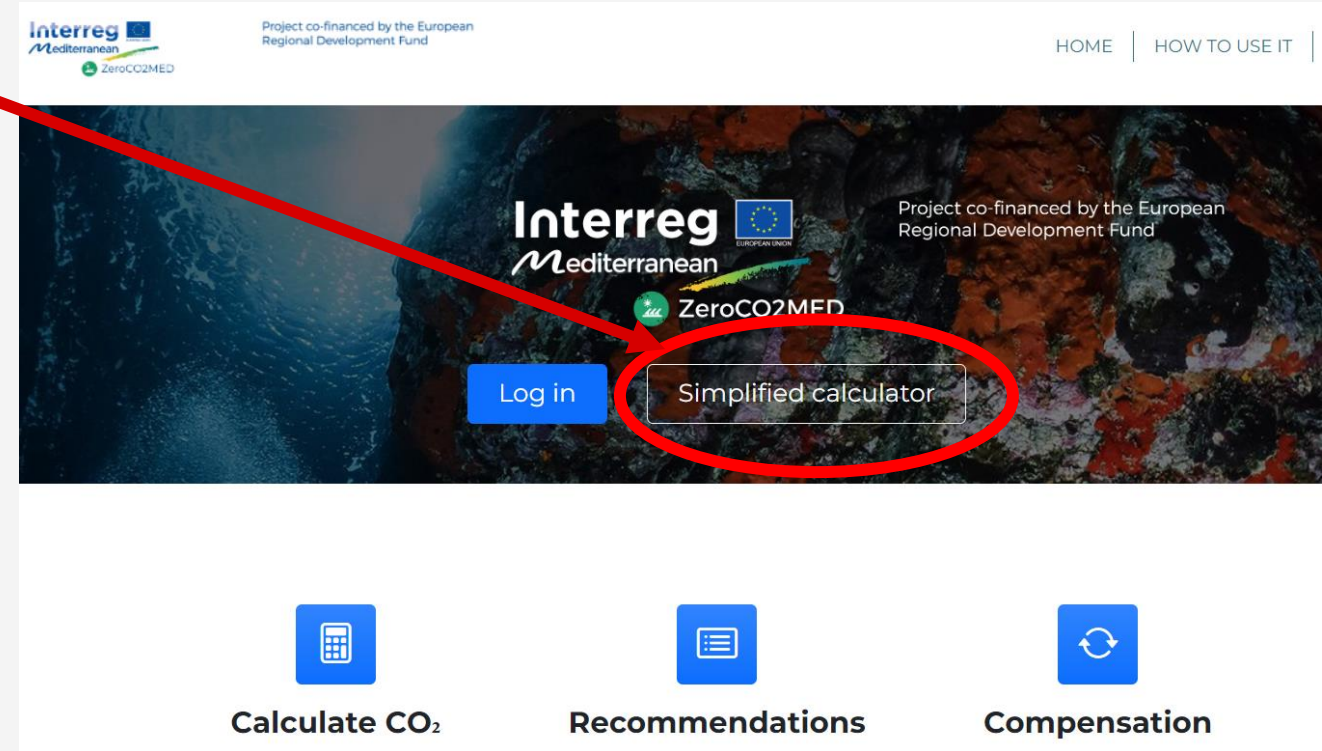 Interreg
Mediterranean
ZeroCO2MED
Project co-financed by the European
Regional Development Fund
HOME
HOW TO USE IT
Interreg
EUROPEAN UNION
Mediterranean
ZeroCO2MED
Project co-financed by the European
Regional Development Fund
Log in
Simplified calculator
Calculate CO₂
Recommendations
Compensation